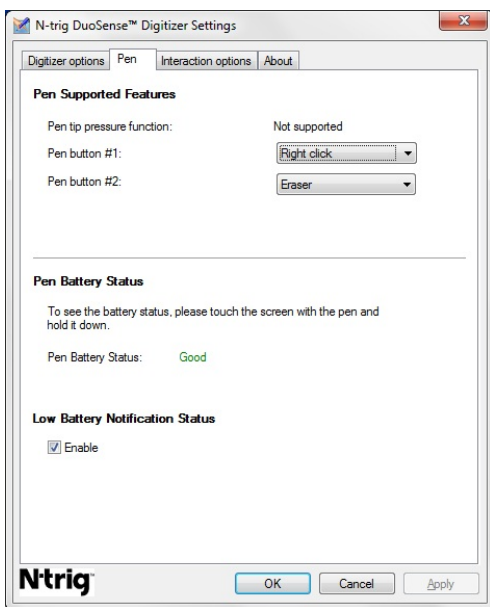 N-trig DuoSense™ Digitizer Settings
Digitizer options Pen Interaction options About
Pen Supported Features
Pen tip pressure function: Not supported
Pen button #1: Right click
Pen button #2: Eraser
Pen Battery Status
To see the battery status, please touch the screen with the pen and
hold it down.
Pen Battery Status: Good
Low Battery Notification Status
Enable
N-trig™ OK Cancel Apply